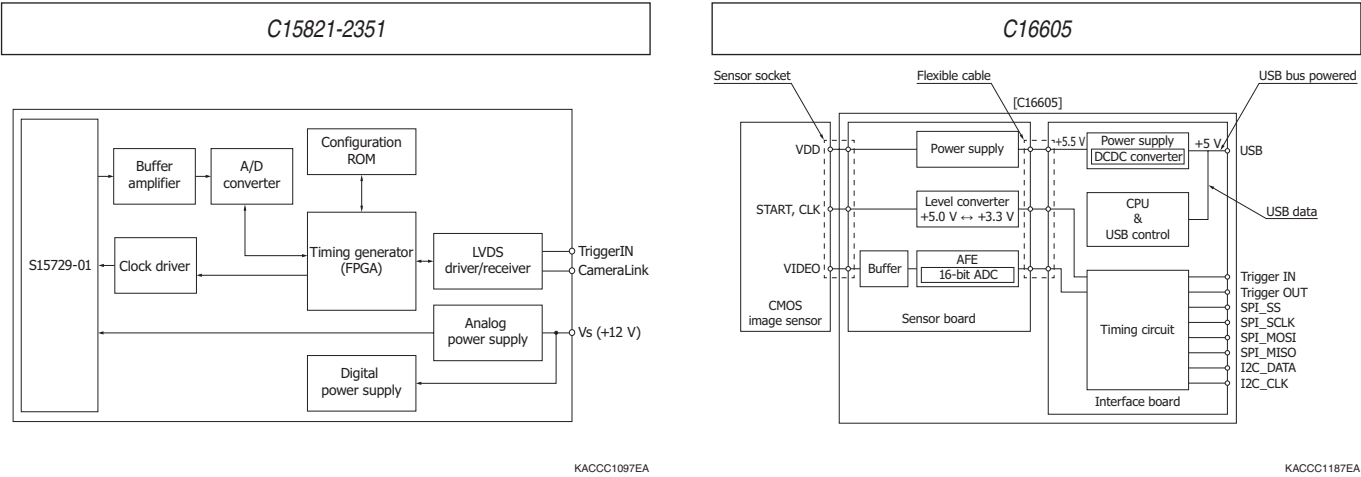 C15821-2351
S15729-01
Buffer
amplifier
A/D
converter
Configuration
ROM
Clock driver
Timing generator
(FPGA)
LVDS
driver/receiver
TriggerIN
CameraLink
Analog
power supply
Vs (+12 V)
Digital
power supply
KACCC1097EA
C16605
Sensor socket
Flexible cable
USB bus powered
[C16605]
VDD
Power supply
+5.5 V
Power supply
DCDC converter
+5 V
USB
START, CLK
Level converter
+5.0 V ↔ +3.3 V
CPU
&
USB control
USB data
VIDEO
Buffer
AFE
16-bit ADC
CMOS
image sensor
Sensor board
Timing circuit
Trigger IN
Trigger OUT
SPI_SS
SPI_SCLK
SPI_MOSI
SPI_MISO
I2C_DATA
I2C_CLK
Interface board
KACCC1187EA